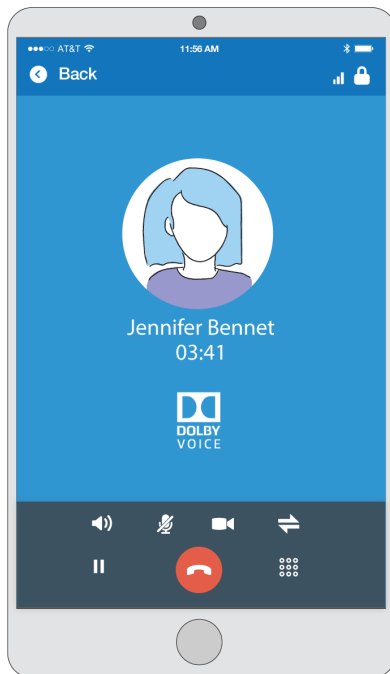 AT&T
11:56 AM
Back
Jennifer Bennet
03:41
DOLBY
VOICE